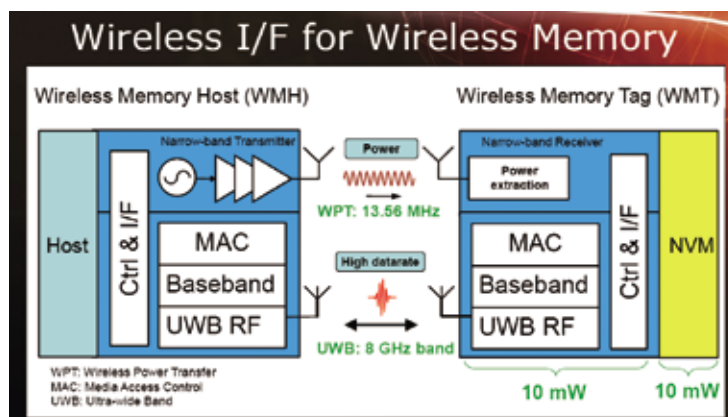 Wireless I/F for Wireless Memory
Wireless Memory Host (WMH)
Wireless Memory Tag (WMT)
Host
Ctrl & I/F
Narrow-band Transmitter
MAC
Baseband
UWB RF
Power
WPT: 13.56 MHz
High datarate
UWB: 8 GHz band
Narrow-band Receiver
Power
extraction
MAC
Baseband
UWB RF
Ctrl & I/F
NVM
10 mW
10 mW
WPT: Wireless Power Transfer
MAC: Media Access Control
UWB: Ultra-wide Band